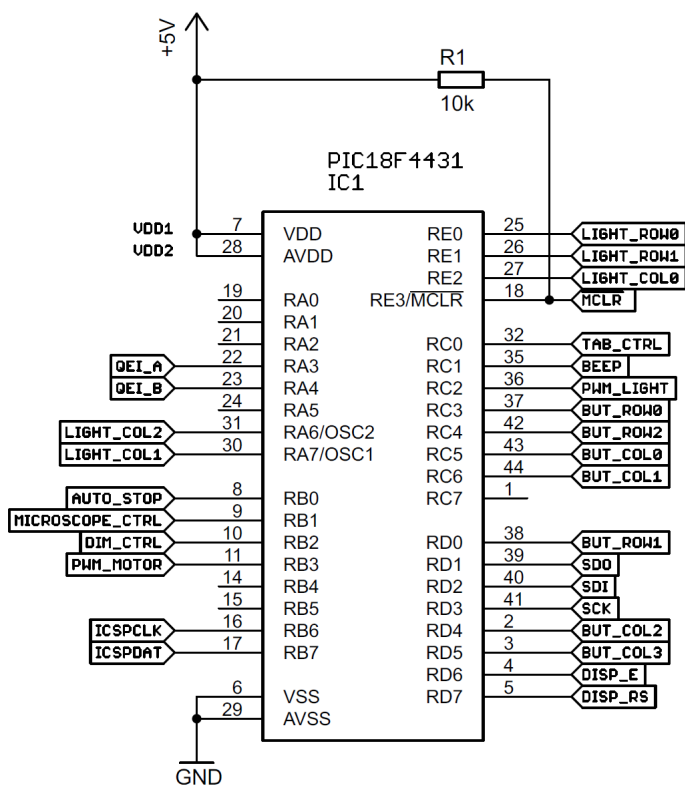 +5V
R1
10k
PIC18F4431
IC1
VDD1 7 VDD RE0 25 LIGHT_ROW0
VDD2 28 AVDD RE1 26 LIGHT_ROW1
RE2 27 LIGHT_COL0
19 RA0 RE3/MCLR 18 MCLR
20 RA1
21 RA2 RC0 32 TAB_CTRL
QEI_A 22 RA3 RC1 35 BEEP
QEI_B 23 RA4 RC2 36 PWM_LIGHT
24 RA5 RC3 37 BUT_ROW0
LIGHT_COL2 31 RA6/OSC2 RC4 42 BUT_ROW2
LIGHT_COL1 30 RA7/OSC1 RC5 43 BUT_COL0
RC6 44 BUT_COL1
AUTO_STOP 8 RB0 RC7 1
MICROSCOPE_CTRL 9 RB1
DIM_CTRL 10 RB2 RD0 38 BUT_ROW1
PWM_MOTOR 11 RB3 RD1 39 SDO
14 RB4 RD2 40 SDI
15 RB5 RD3 41 SCK
ICSPCLK 16 RB6 RD4 2 BUT_COL2
ICSPDAT 17 RB7 RD5 3 BUT_COL3
RD6 4 DISP_E
6 VSS RD7 5 DISP_RS
29 AVSS
GND